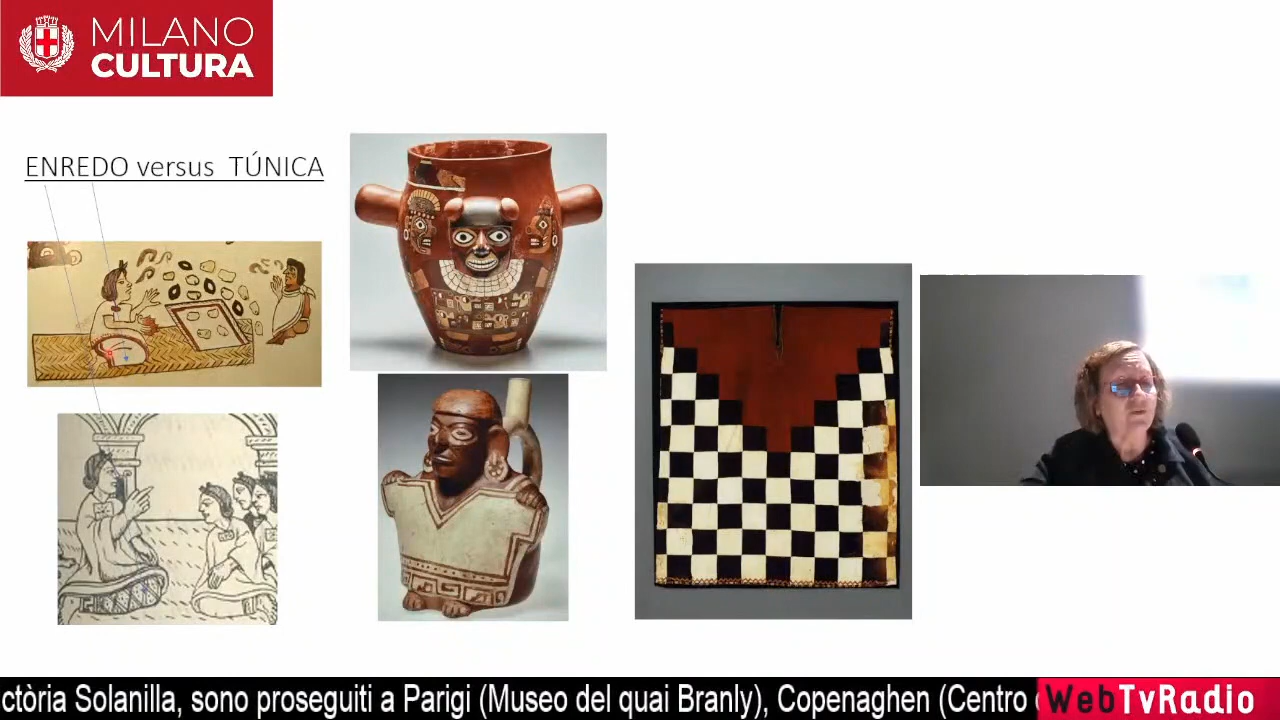 MILANO
CULTURA
ENREDO versus TÚNICA
ctòria Solanilla, sono proseguiti a Parigi (Museo del quai Branly), Copenaghen (Centro
WebTvRadio